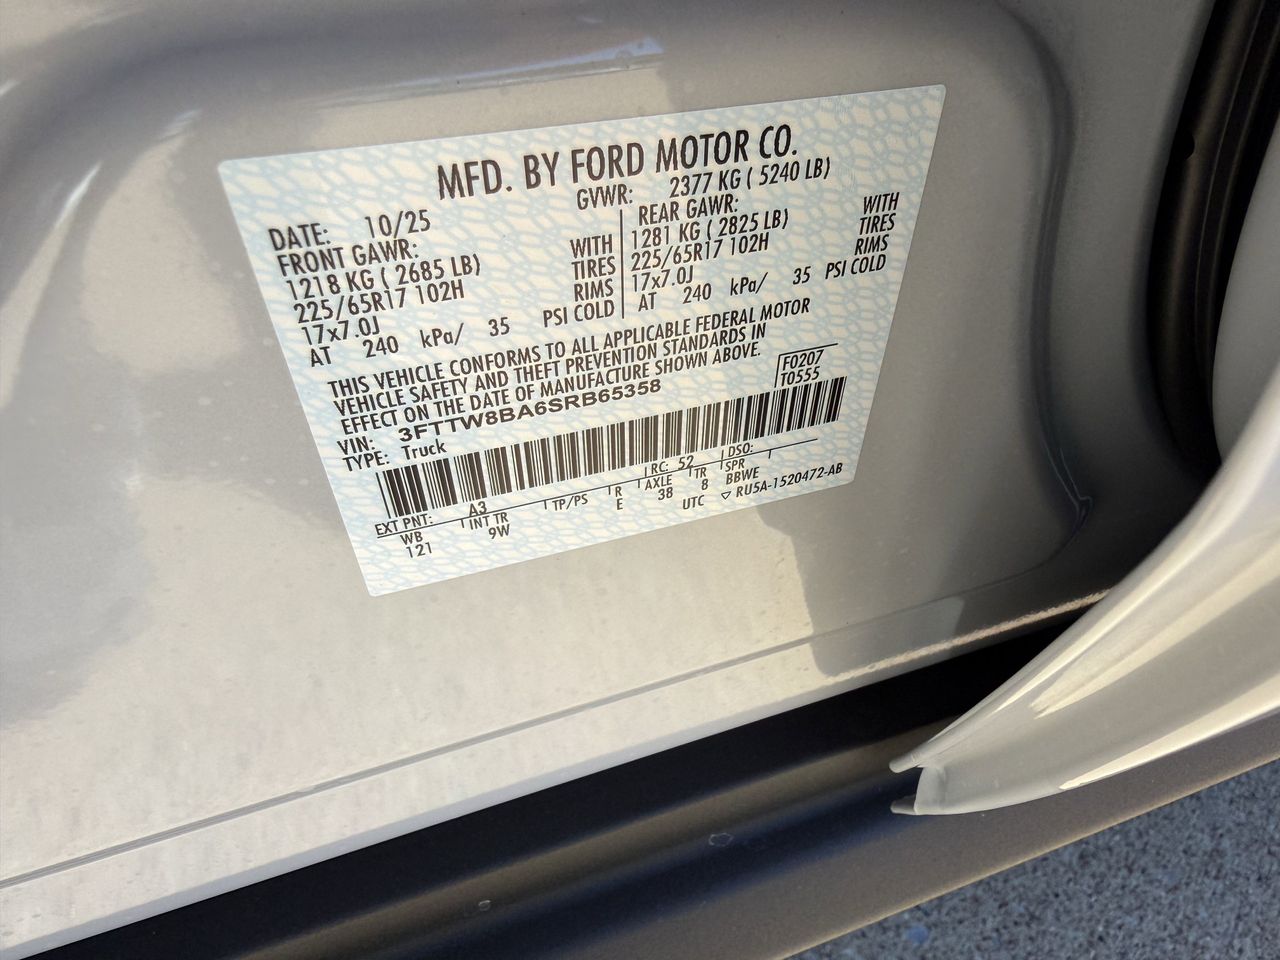 MFD. BY FORD MOTOR CO.
DATE: 10/25 GVWR: 2377 KG ( 5240 LB)
FRONT GAWR: REAR GAWR:
1218 KG ( 2685 LB) WITH 1281 KG ( 2825 LB) WITH
225/65R17 102H TIRES 225/65R17 102H TIRES
17x7.0J RIMS 17x7.0J RIMS
AT 240 kPa/ 35 PSI COLD AT 240 kPa/ 35 PSI COLD
THIS VEHICLE CONFORMS TO ALL APPLICABLE FEDERAL MOTOR
VEHICLE SAFETY AND THEFT PREVENTION STANDARDS IN
EFFECT ON THE DATE OF MANUFACTURE SHOWN ABOVE.
VIN: 3FTTW8BA6SRB65358 F0207
TYPE: Truck T0555
EXT PNT: A3 RC: 52 DSO:
WB INT TR TP/PS R AXLE TR SPR
121 9W E 38 8 BBWE
UTC ▽ RU5A-1520472-AB